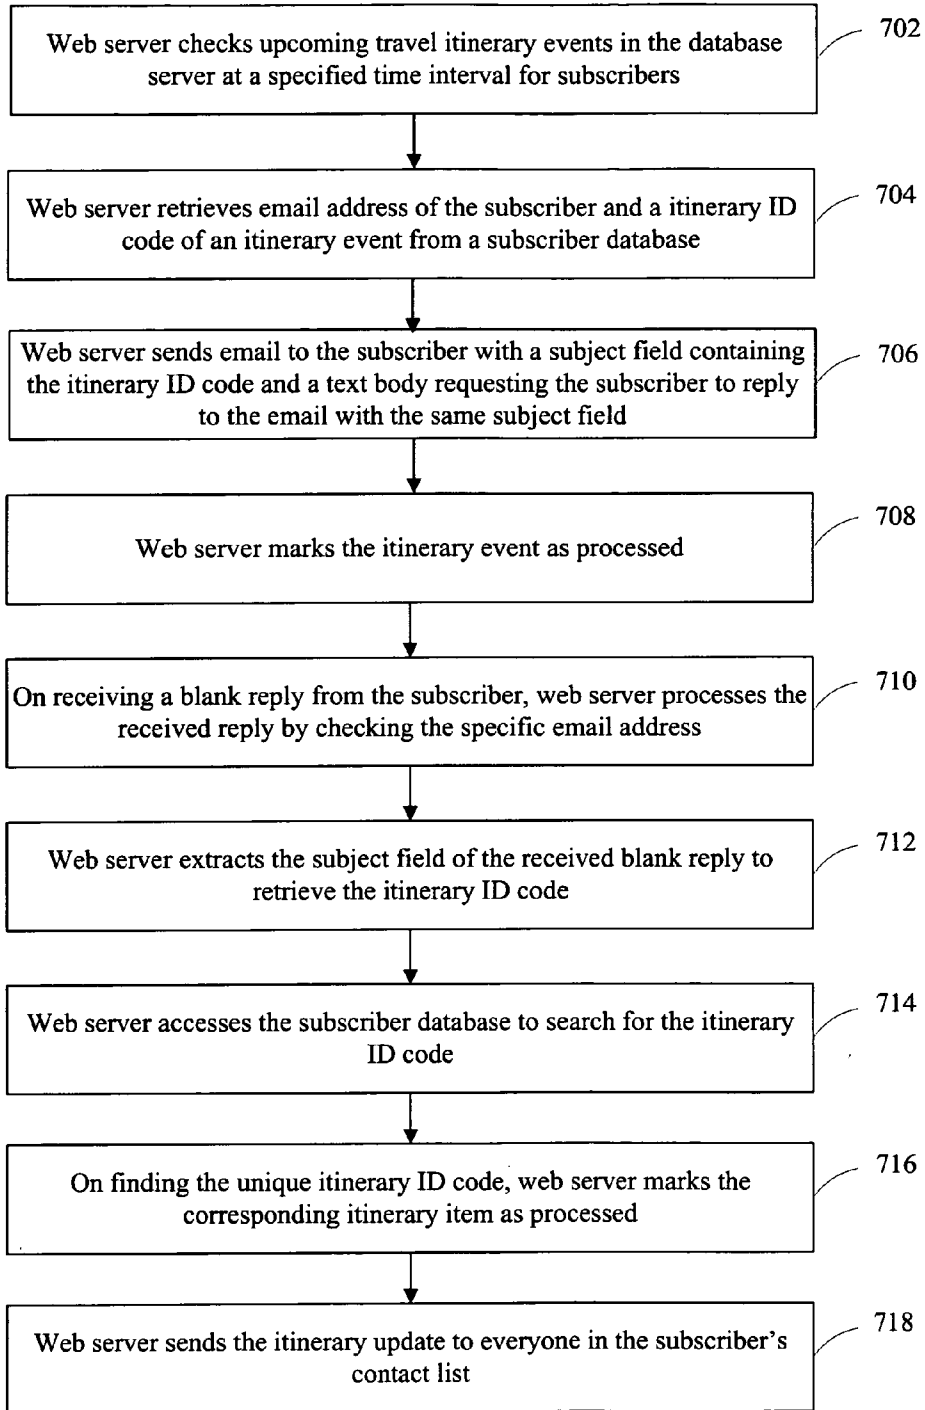 Web server checks upcoming travel itinerary events in the database
server at a specified time interval for subscribers
702
Web server retrieves email address of the subscriber and a itinerary ID
code of an itinerary event from a subscriber database
704
Web server sends email to the subscriber with a subject field containing
the itinerary ID code and a text body requesting the subscriber to reply
to the email with the same subject field
706
Web server marks the itinerary event as processed
708
On receiving a blank reply from the subscriber, web server processes the
received reply by checking the specific email address
710
Web server extracts the subject field of the received blank reply to
retrieve the itinerary ID code
712
Web server accesses the subscriber database to search for the itinerary
ID code
714
On finding the unique itinerary ID code, web server marks the
corresponding itinerary item as processed
716
Web server sends the itinerary update to everyone in the subscriber's
contact list
718